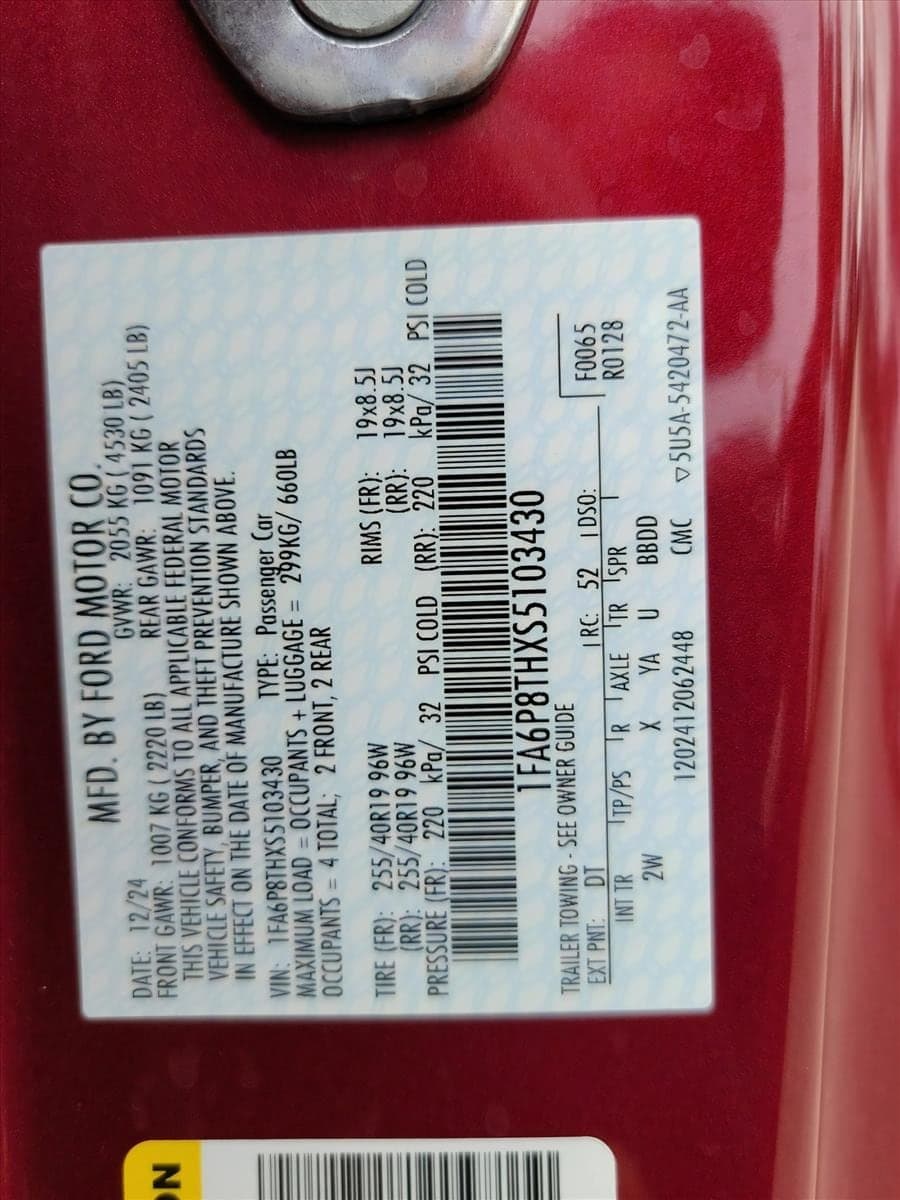 MFD. BY FORD MOTOR CO.
DATE: 12/24 GVWR: 2055 KG ( 4530 LB)
FRONT GAWR: 1007 KG ( 2220 LB) REAR GAWR: 1091 KG ( 2405 LB)
THIS VEHICLE CONFORMS TO ALL APPLICABLE FEDERAL MOTOR
VEHICLE SAFETY, BUMPER, AND THEFT PREVENTION STANDARDS
IN EFFECT ON THE DATE OF MANUFACTURE SHOWN ABOVE.
VIN: 1FA6P8THXS5103430 TYPE: Passenger Car
MAXIMUM LOAD = OCCUPANTS + LUGGAGE = 299KG/ 660LB
OCCUPANTS = 4 TOTAL; 2 FRONT, 2 REAR
TIRE (FR): 255/40R19 96W RIMS (FR): 19x8.5J
(RR): 255/40R19 96W (RR): 19x8.5J
PRESSURE (FR): 220 kPa/ 32 PSI COLD (RR): 220 kPa/ 32 PSI COLD
1FA6P8THXS5103430
TRAILER TOWING - SEE OWNER GUIDE
EXT PNT: DT RC: 52 DSO: F0065
INT TR TP/PS R AXLE TR SPR R0128
2W X YA U BBDD
1202412062448 CMC ▽5U5A-5420472-AA